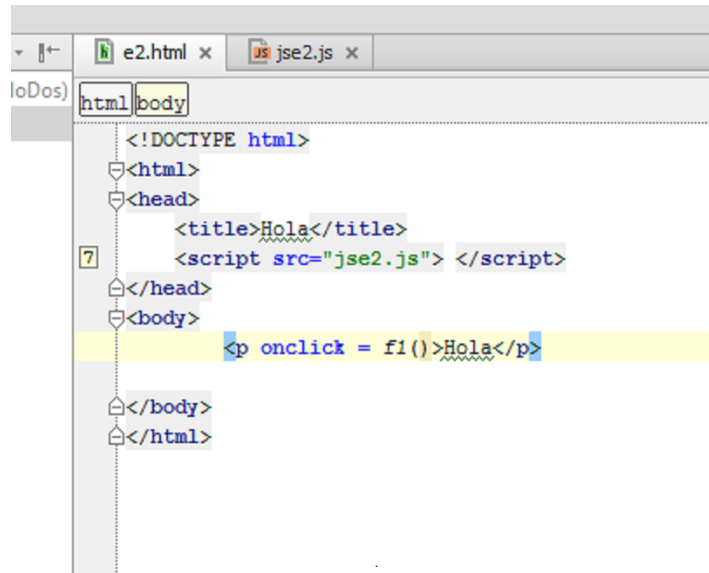 e2.html × jse2.js ×
loDos)
html body
<!DOCTYPE html>
<html>
<head>
<title>Hola</title>
7 <script src="jse2.js"> </script>
</head>
<body>
<p onclick = f1()>Hola</p>
</body>
</html>